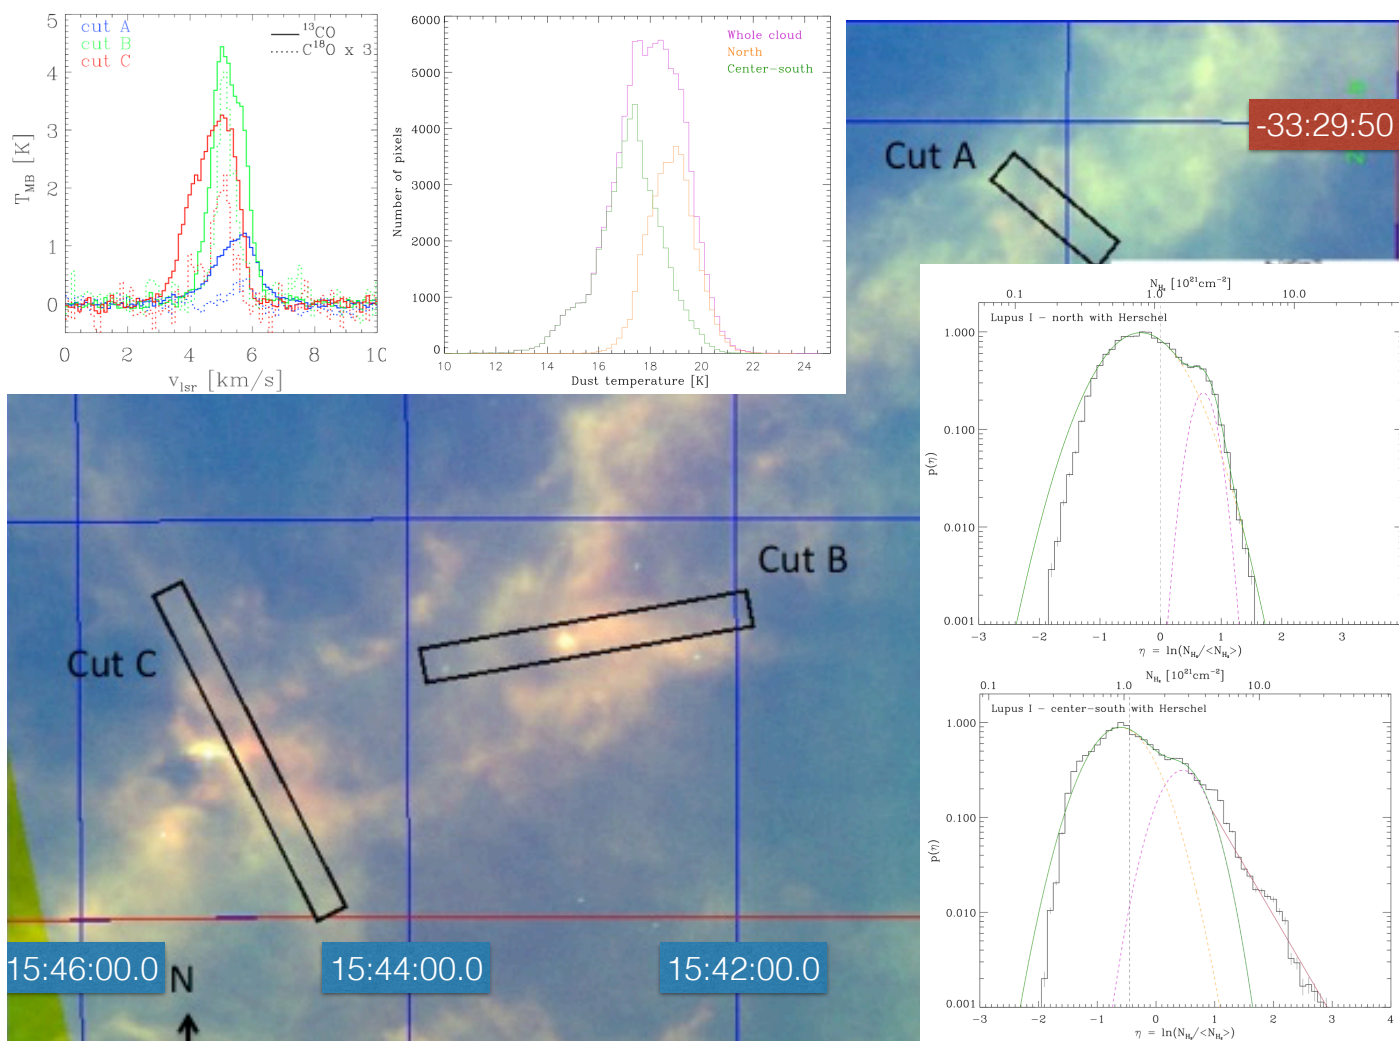 cut A
cut B
cut C
¹³CO
C¹⁸O x 3
5
4
3
2
1
0
T_MB [K]
0 2 4 6 8 10
v_lsr [km/s]
Whole cloud
North
Center-south
6000
5000
4000
3000
2000
1000
0
Number of pixels
10 12 14 16 18 20 22 24
Dust temperature [K]
-33:29:50
Cut A
Cut B
Cut C
15:46:00.0
15:44:00.0
15:42:00.0
N
N_H₂ [10²¹cm⁻²]
0.1 1.0 10.0
Lupus I - north with Herschel
1.000
0.100
0.010
0.001
p(η)
-3 -2 -1 0 1 2 3
η = ln(N_H₂/<N_H₂>)
N_H₂ [10²¹cm⁻²]
0.1 1.0 10.0
Lupus I - center-south with Herschel
1.000
0.100
0.010
0.001
p(η)
-3 -2 -1 0 1 2 3 4
η = ln(N_H₂/<N_H₂>)